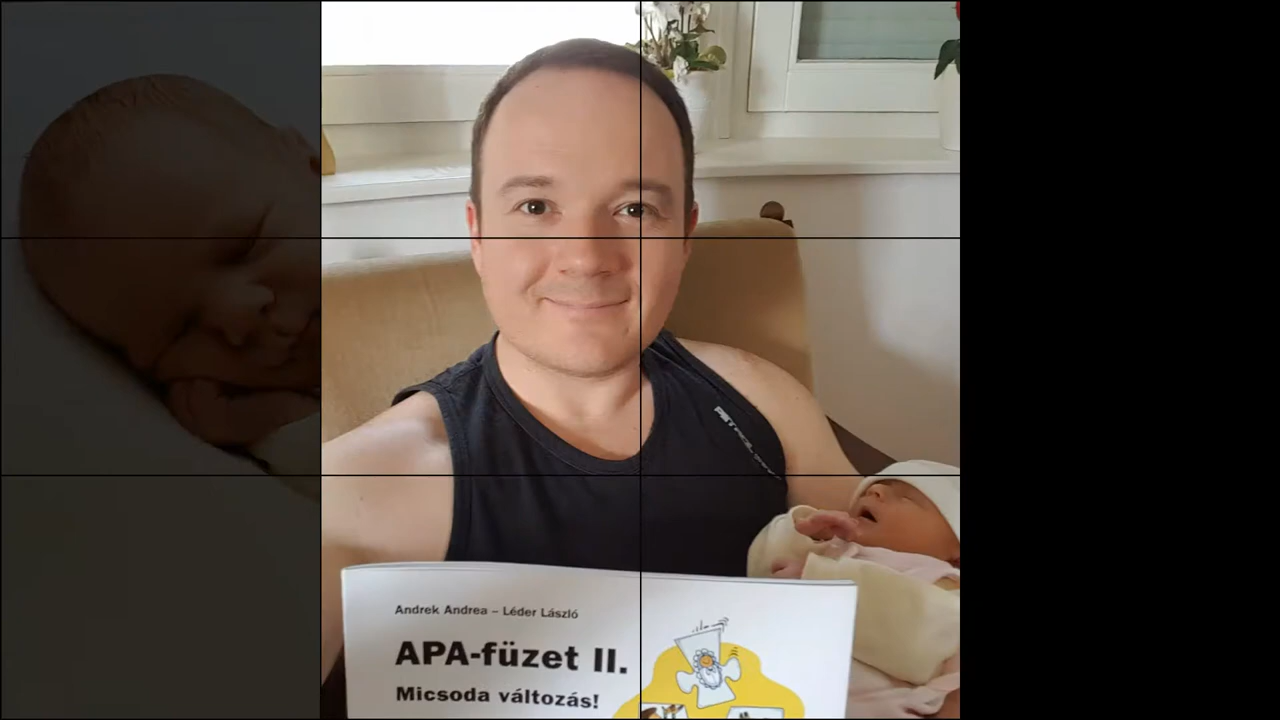 Andrek Andrea – Léder László
APA-füzet II.
Micsoda változás!